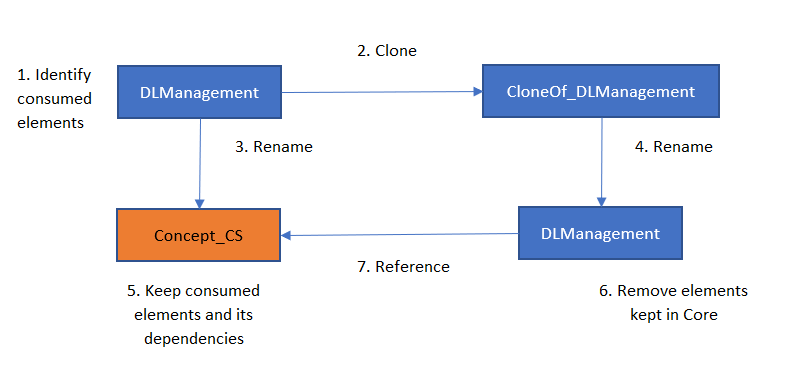 2. Clone
1. Identify
consumed
elements
DLManagement
CloneOf_DLManagement
3. Rename
4. Rename
Concept_CS
DLManagement
7. Reference
5. Keep consumed
elements and its
dependencies
6. Remove elements
kept in Core